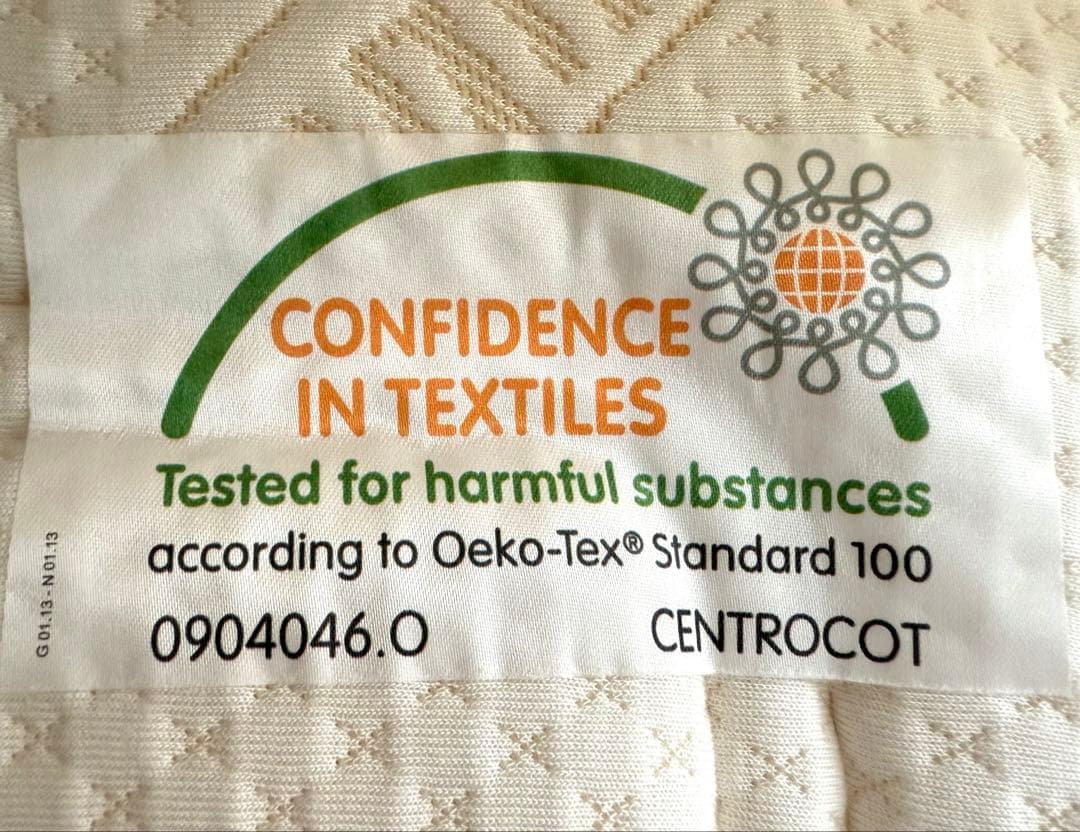 CONFIDENCE
IN TEXTILES
Tested for harmful substances
according to Oeko-Tex® Standard 100
0904046.O CENTROCOT
G 01.13 - N 01.13